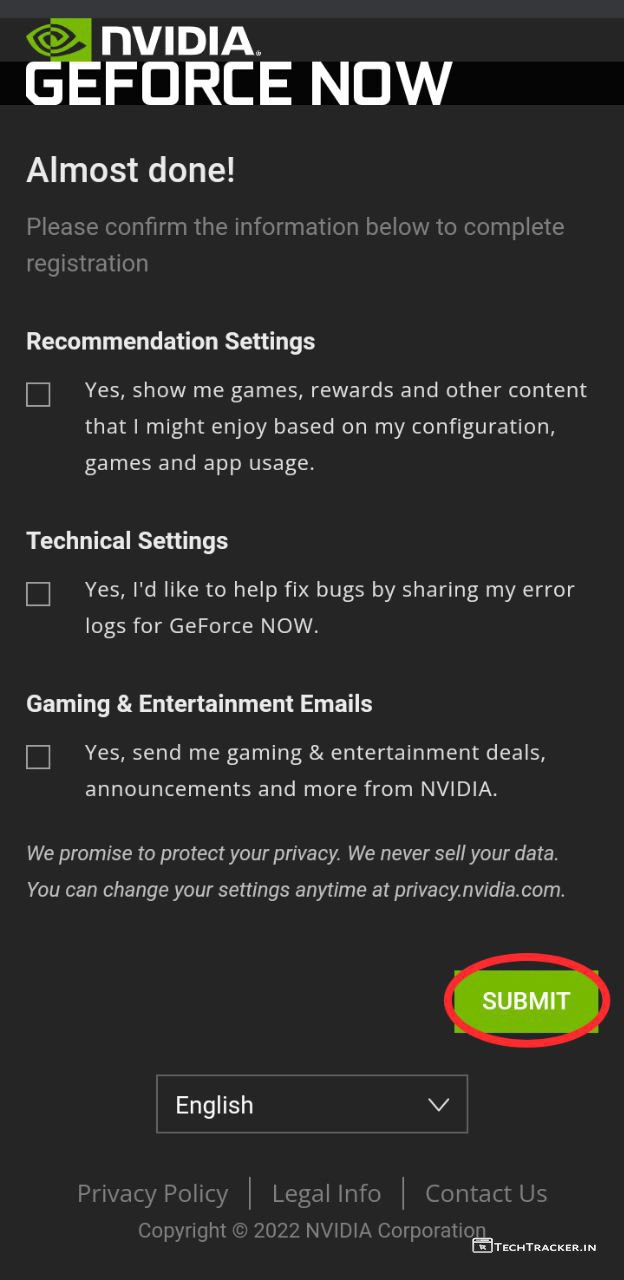 NVIDIA.
GEFORCE NOW
Almost done!
Please confirm the information below to complete
registration
Recommendation Settings
Yes, show me games, rewards and other content
that I might enjoy based on my configuration,
games and app usage.
Technical Settings
Yes, I'd like to help fix bugs by sharing my error
logs for GeForce NOW.
Gaming & Entertainment Emails
Yes, send me gaming & entertainment deals,
announcements and more from NVIDIA.
We promise to protect your privacy. We never sell your data.
You can change your settings anytime at privacy.nvidia.com.
SUBMIT
English
Privacy Policy | Legal Info | Contact Us
Copyright © 2022 NVIDIA Corporation
TECHTRACKER.IN